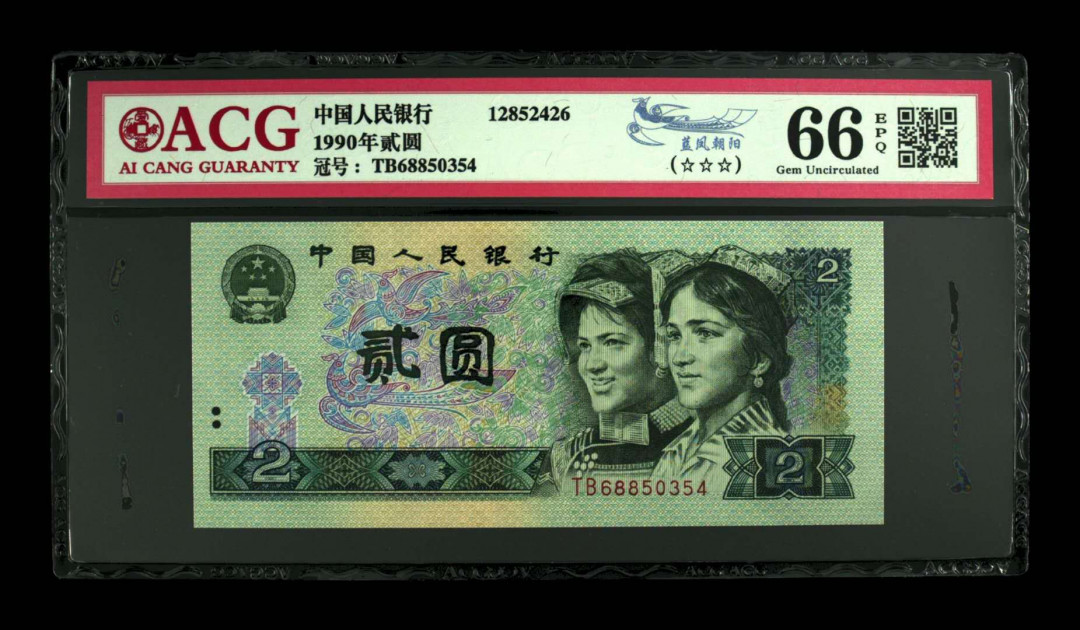 ACG
AI CANG GUARANTY
中国人民银行
12852426
1990年贰圆
冠号：TB68850354
蓝凤朝阳
(☆☆☆)
66
EPQ
Gem Uncirculated
中国人民银行
2
贰圆
2
2
TB68850354